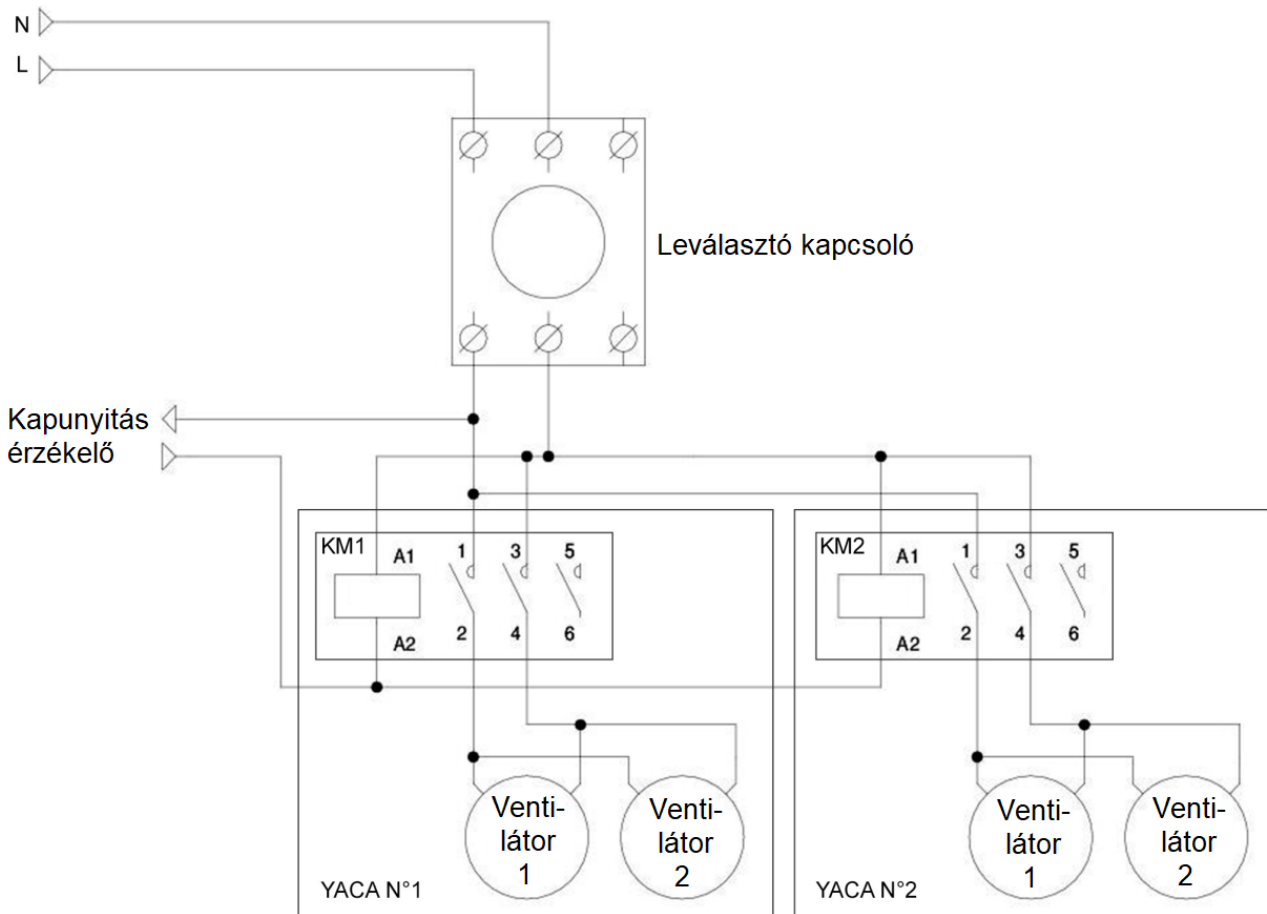 N
L
Leválasztó kapcsoló
Kapunyitás
érzékelő
KM1
A1
1
3
5
A2
2
4
6
KM2
A1
1
3
5
A2
2
4
6
Venti-
látor
1
Venti-
látor
2
YACA N°1
Venti-
látor
1
Venti-
látor
2
YACA N°2